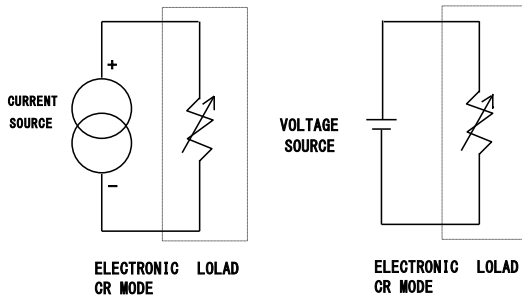 +
CURRENT
SOURCE
−
ELECTRONIC LOLAD
CR MODE
VOLTAGE
SOURCE
ELECTRONIC LOLAD
CR MODE